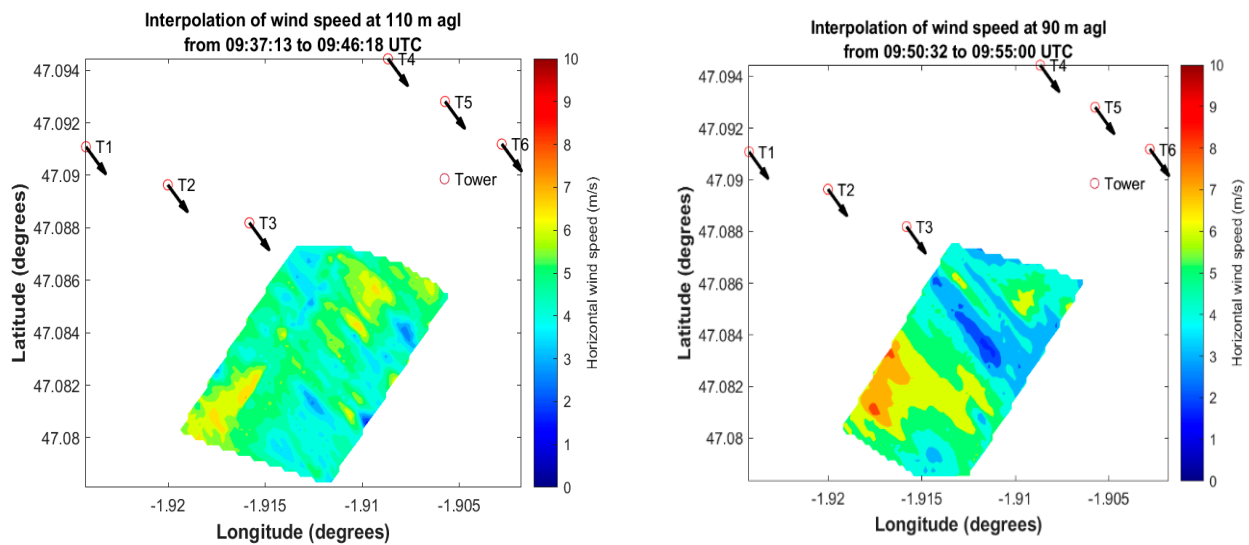 Interpolation of wind speed at 110 m agl
from 09:37:13 to 09:46:18 UTC
T4
T5
T6
T1
T2
T3
Tower
47.094
47.092
47.09
47.088
47.086
47.084
47.082
47.08
Latitude (degrees)
-1.92
-1.915
-1.91
-1.905
Longitude (degrees)
10
9
8
7
6
5
4
3
2
1
0
Horizontal wind speed (m/s)
Interpolation of wind speed at 90 m agl
from 09:50:32 to 09:55:00 UTC
T4
T5
T6
T1
T2
T3
Tower
47.094
47.092
47.09
47.088
47.086
47.084
47.082
47.08
Latitude (degrees)
-1.92
-1.915
-1.91
-1.905
Longitude (degrees)
10
9
8
7
6
5
4
3
2
1
0
Horizontal wind speed (m/s)